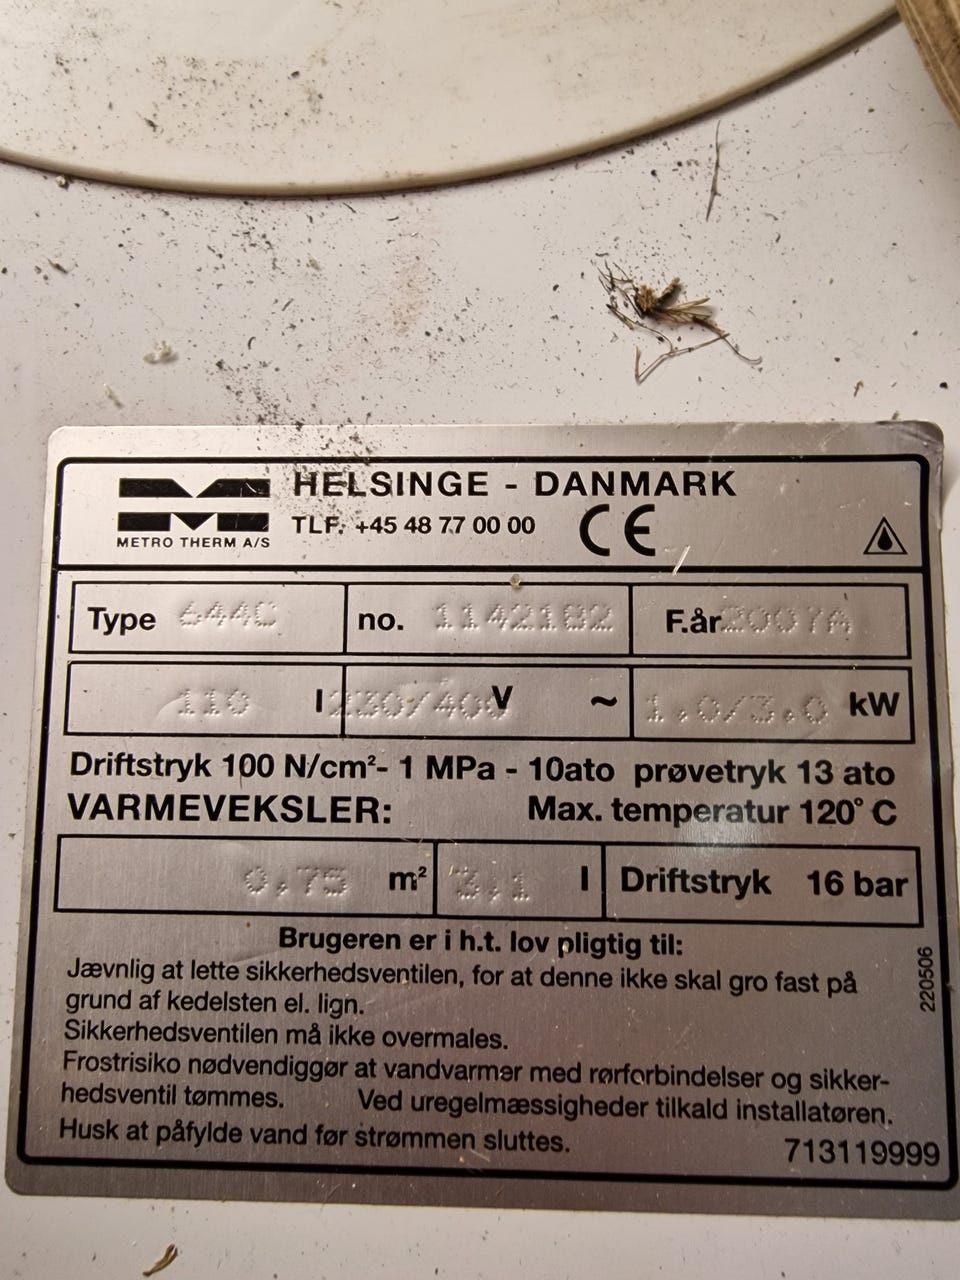 HELSINGE - DANMARK
METRO THERM A/S
TLF. +45 48 77 00 00 CE
Type 644C no. 1142182 F.år 2007A
110 l 230/400 V ~ 1.0/3.0 kW
Driftstryk 100 N/cm²- 1 MPa - 10ato prøvetryk 13 ato
VARMEVEKSLER: Max. temperatur 120° C
0,75 m² 3,1 l Driftstryk 16 bar
Brugeren er i h.t. lov pligtig til:
Jævnlig at lette sikkerhedsventilen, for at denne ikke skal gro fast på
grund af kedelsten el. lign.
Sikkerhedsventilen må ikke overmales.
Frostrisiko nødvendiggør at vandvarmer med rørforbindelser og sikker-
hedsventil tømmes. Ved uregelmæssigheder tilkald installatøren.
Husk at påfylde vand før strømmen sluttes.
713119999
220506